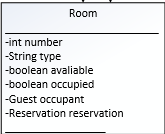 Room
-int number
-String type
-boolean avaliable
-boolean occupied
-Guest occupant
-Reservation reservation